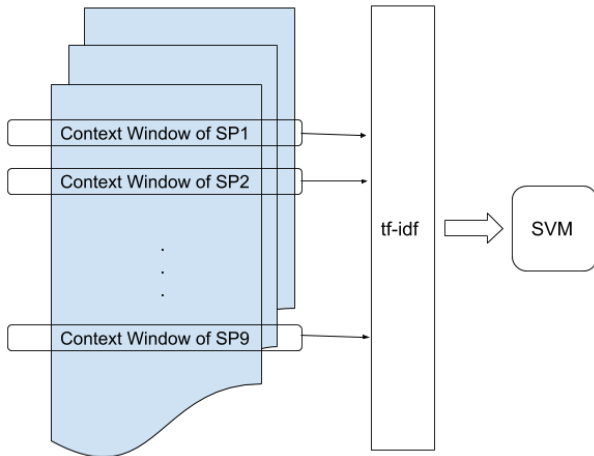 Context Window of SP1
Context Window of SP2
.
.
.
Context Window of SP9
tf-idf
SVM